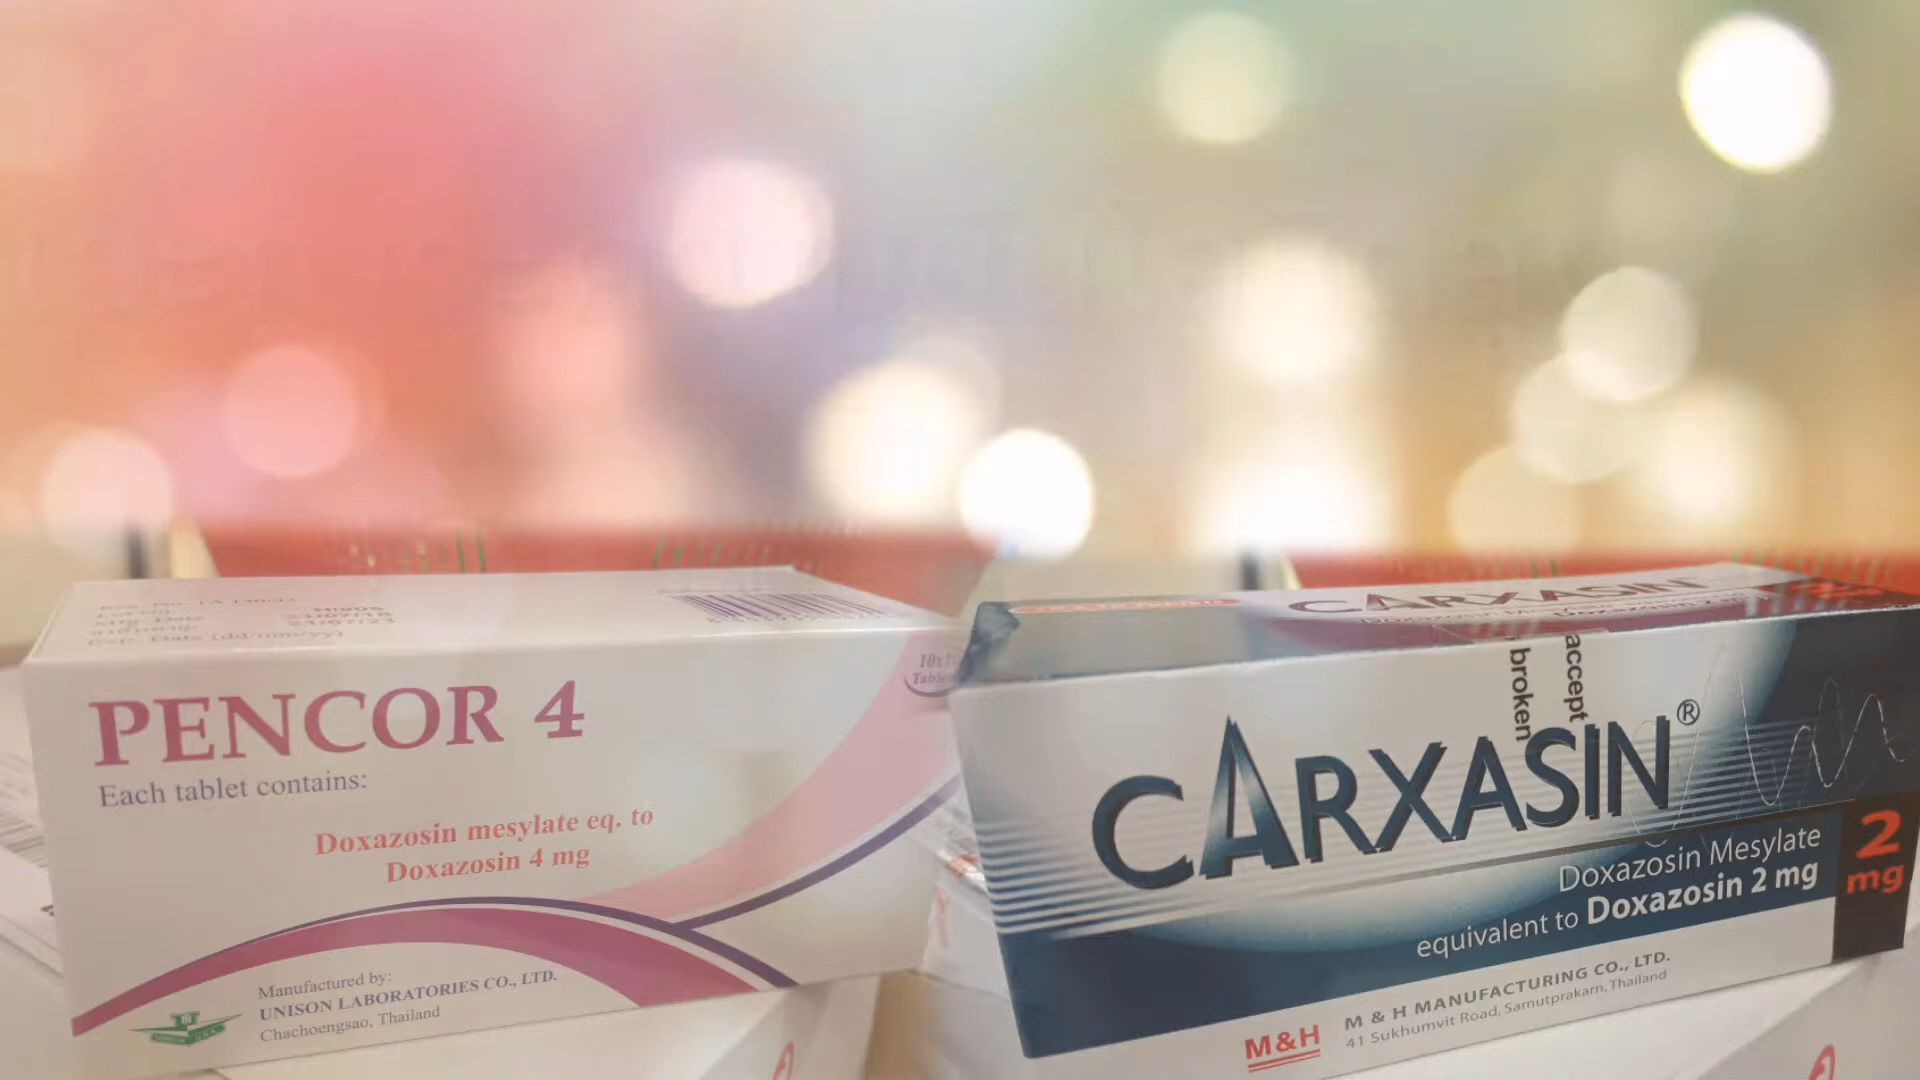 PENCOR 4
Each tablet contains:
Doxazosin mesylate eq. to
Doxazosin 4 mg
Manufactured by:
UNISON LABORATORIES CO., LTD.
Chachoengsao, Thailand
CARXASIN
accept
broken
CARXASIN®
Doxazosin Mesylate
equivalent to Doxazosin 2 mg
2
mg
M&H
M & H MANUFACTURING CO., LTD.
41 Sukhumvit Road, Samutprakarn, Thailand